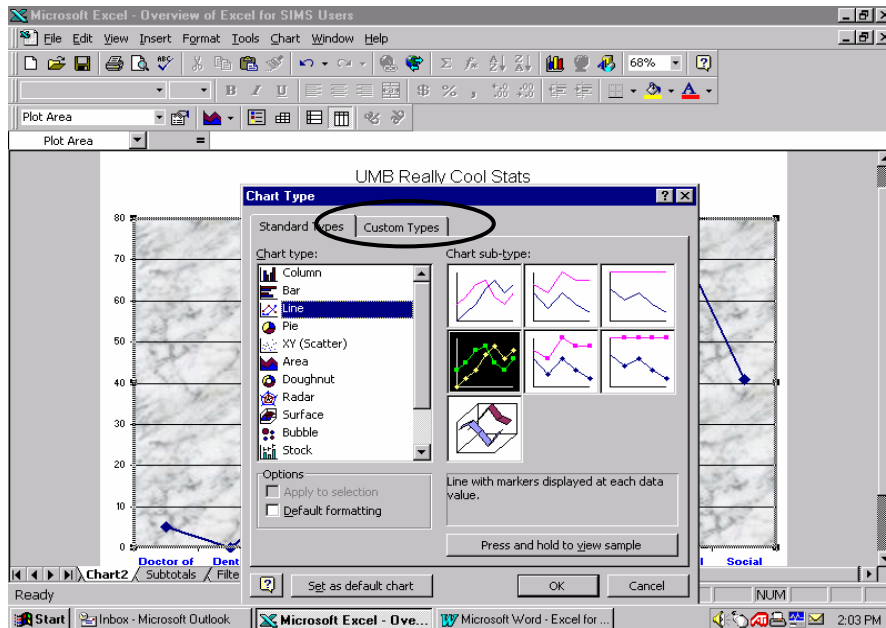 Microsoft Excel - Overview of Excel for SIMS Users
File Edit View Insert Format Tools Chart Window Help
68%
B I U $ % ,
Plot Area
Plot Area =
UMB Really Cool Stats
Chart Type
Standard Types Custom Types
Chart type:
Column
Bar
Line
Pie
XY (Scatter)
Area
Doughnut
Radar
Surface
Bubble
Stock
Chart sub-type:
Options
Apply to selection
Default formatting
Line with markers displayed at each data
value.
Press and hold to view sample
Set as default chart OK Cancel
80
70
60
50
40
30
20
10
0
Doctor of Dent Social
Chart2 Subtotals Filte
Ready NUM
Start Inbox - Microsoft Outlook Microsoft Excel - Ove... Microsoft Word - Excel for ... 2:03 PM